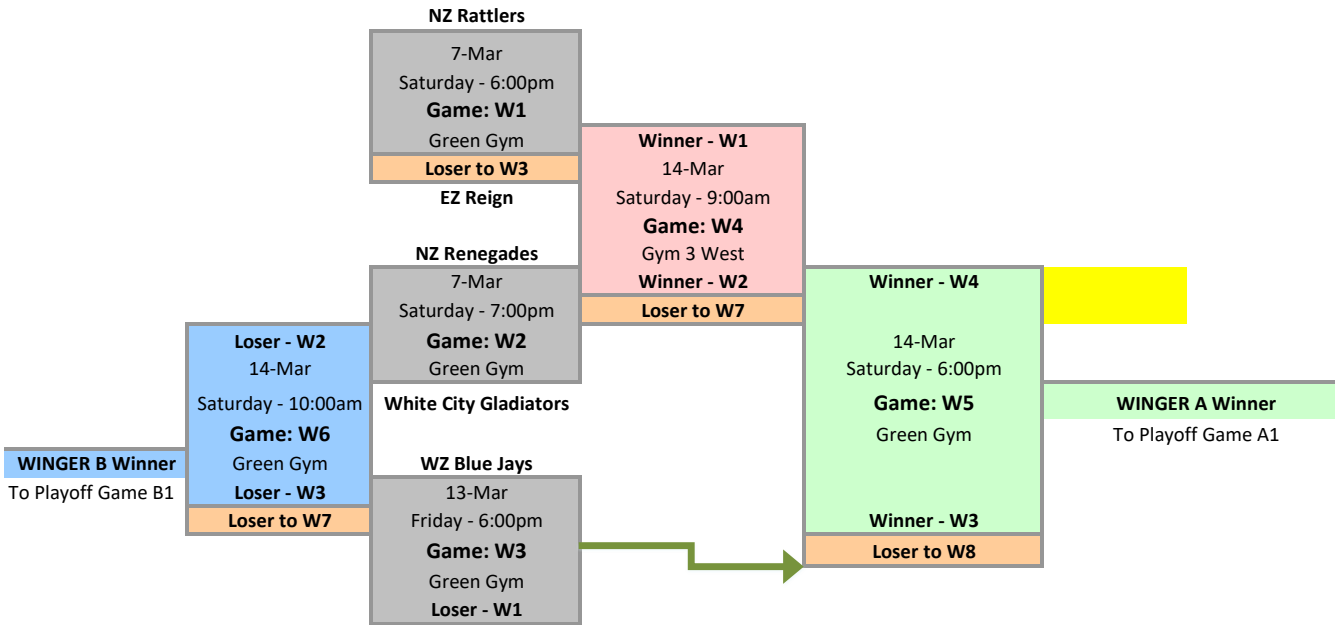 NZ Rattlers
7-Mar
Saturday - 6:00pm
Game: W1
Green Gym
Loser to W3
EZ Reign
NZ Renegades
7-Mar
Saturday - 7:00pm
Game: W2
Green Gym
White City Gladiators
WZ Blue Jays
13-Mar
Friday - 6:00pm
Game: W3
Green Gym
Loser - W1
Winner - W1
14-Mar
Saturday - 9:00am
Game: W4
Gym 3 West
Winner - W2
Loser to W7
Winner - W4
14-Mar
Saturday - 6:00pm
Game: W5
Green Gym
Winner - W3
Loser to W8
WINGER A Winner
To Playoff Game A1
Loser - W2
14-Mar
Saturday - 10:00am
Game: W6
Green Gym
Loser - W3
Loser to W7
WINGER B Winner
To Playoff Game B1